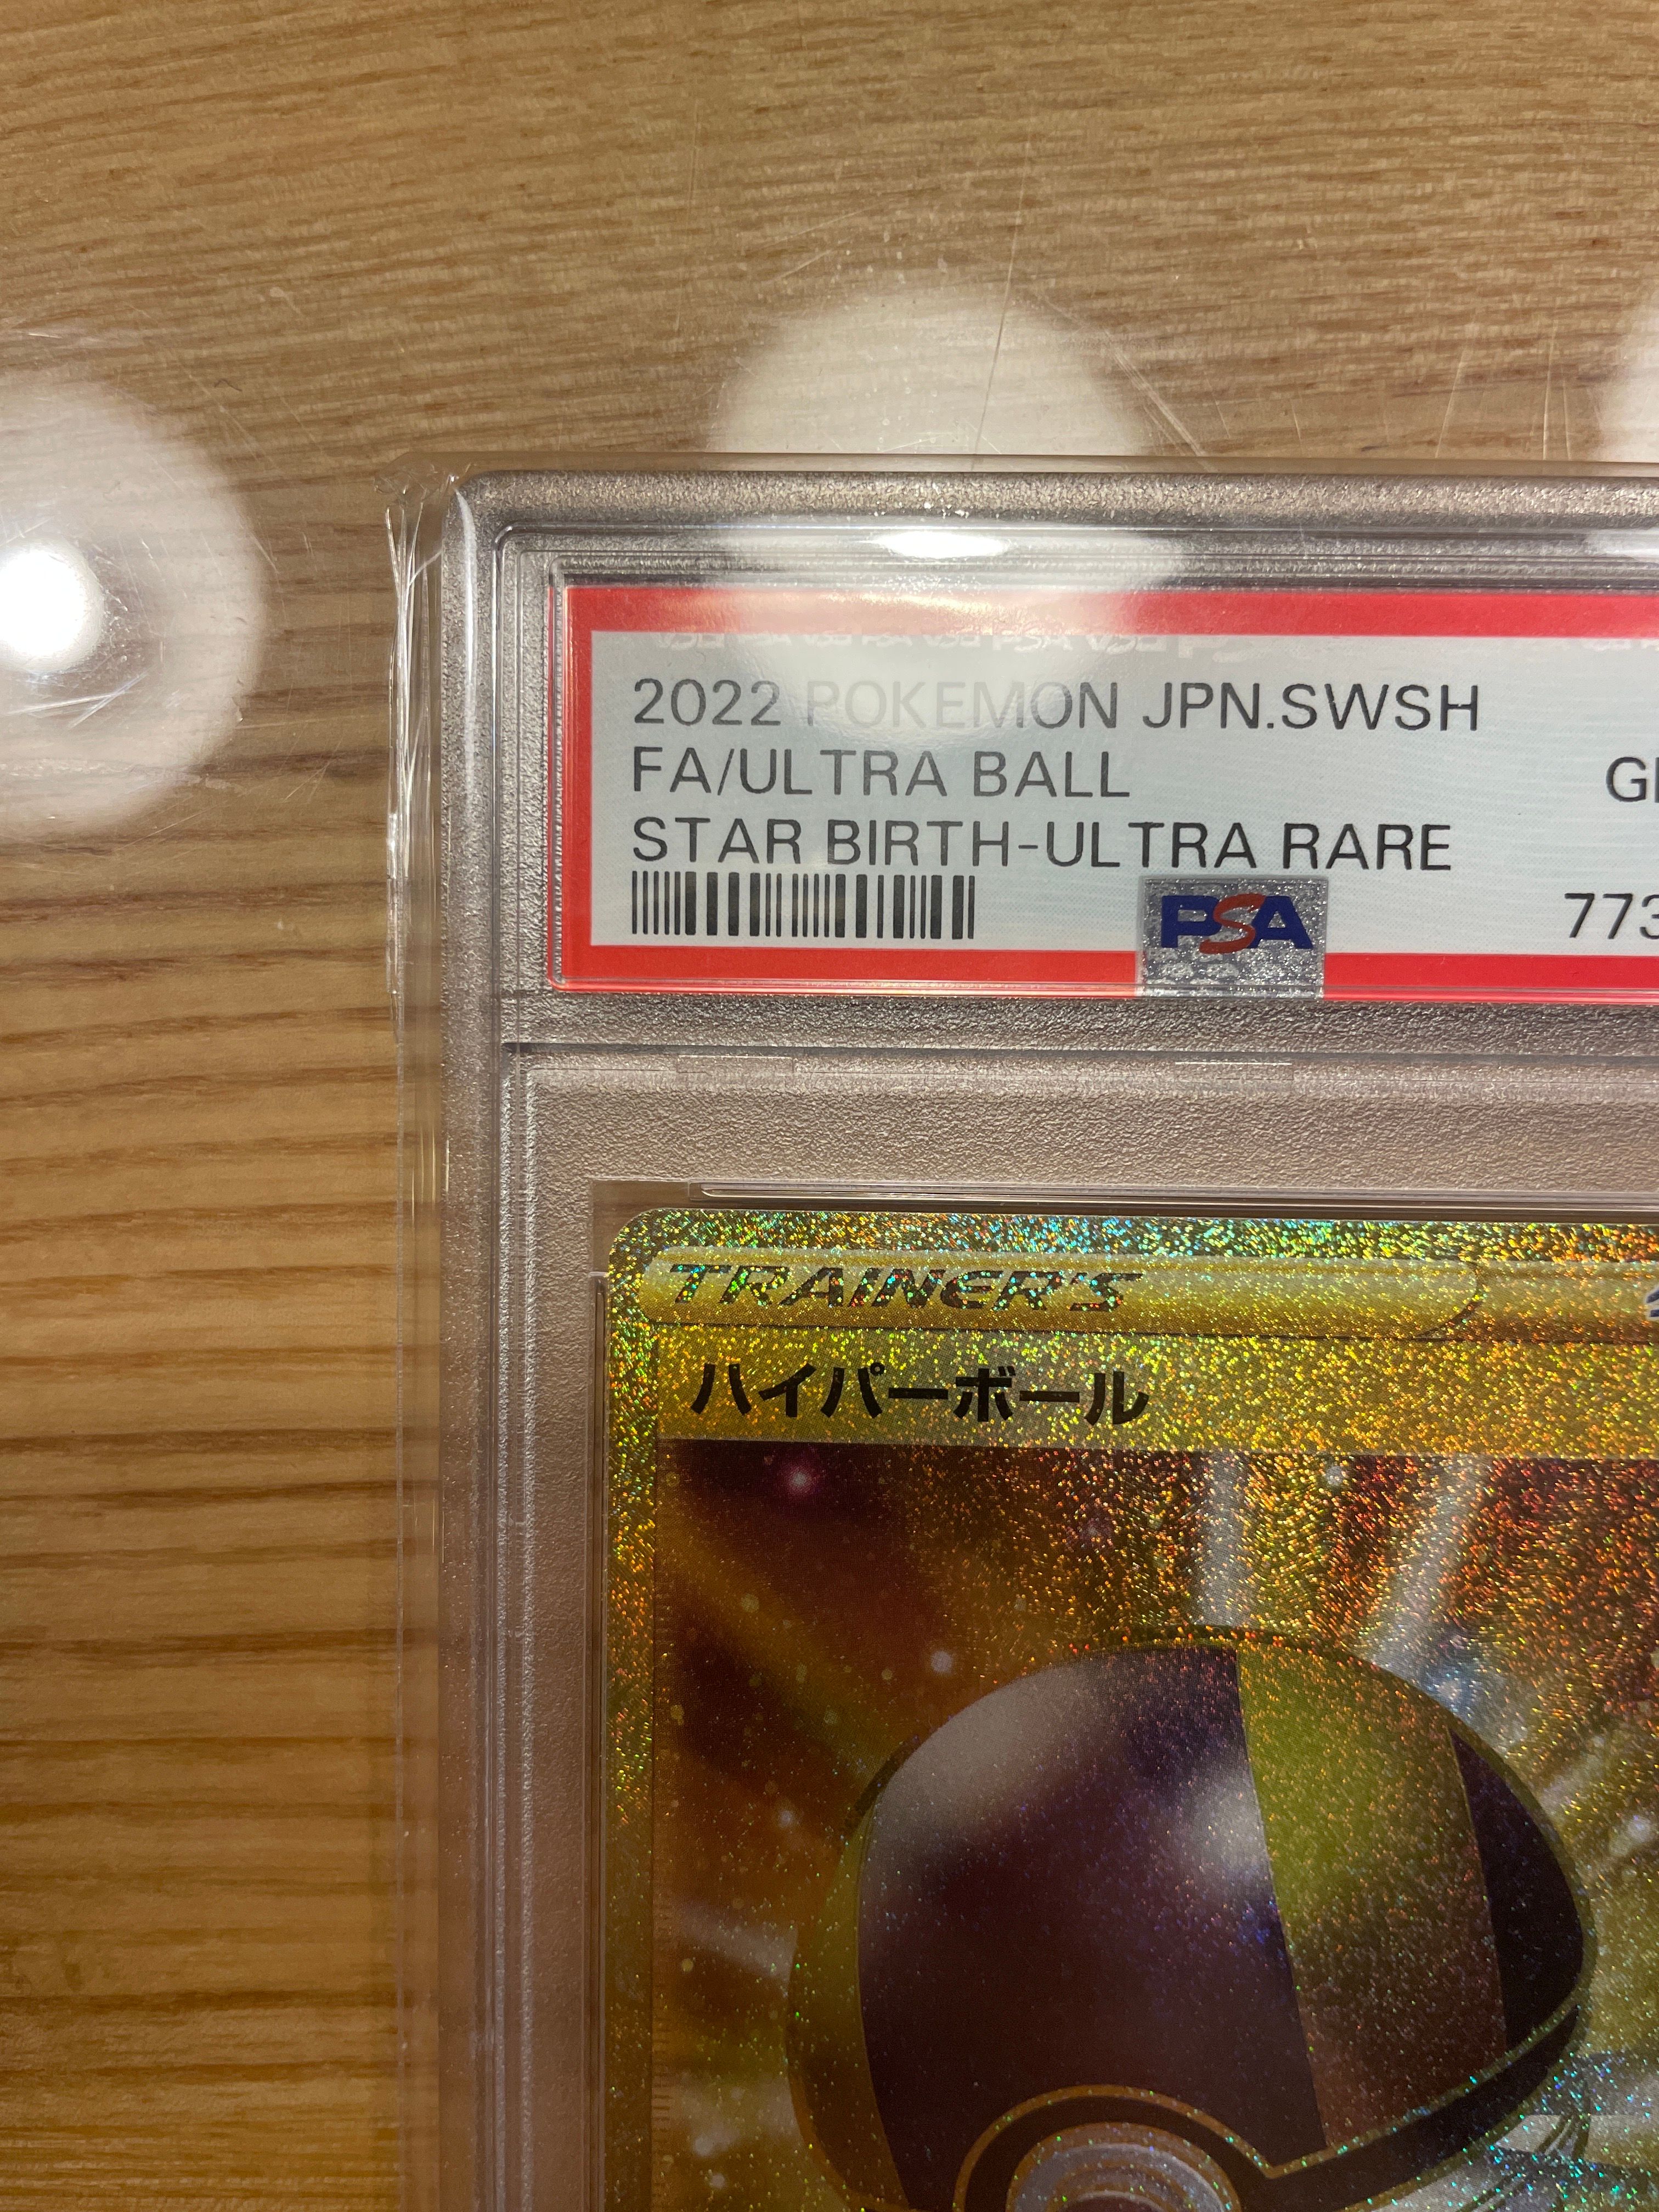 2022 POKEMON JPN.SWSH
FA/ULTRA BALL
STAR BIRTH-ULTRA RARE
PSA
TRAINER'S
ハイパーボール